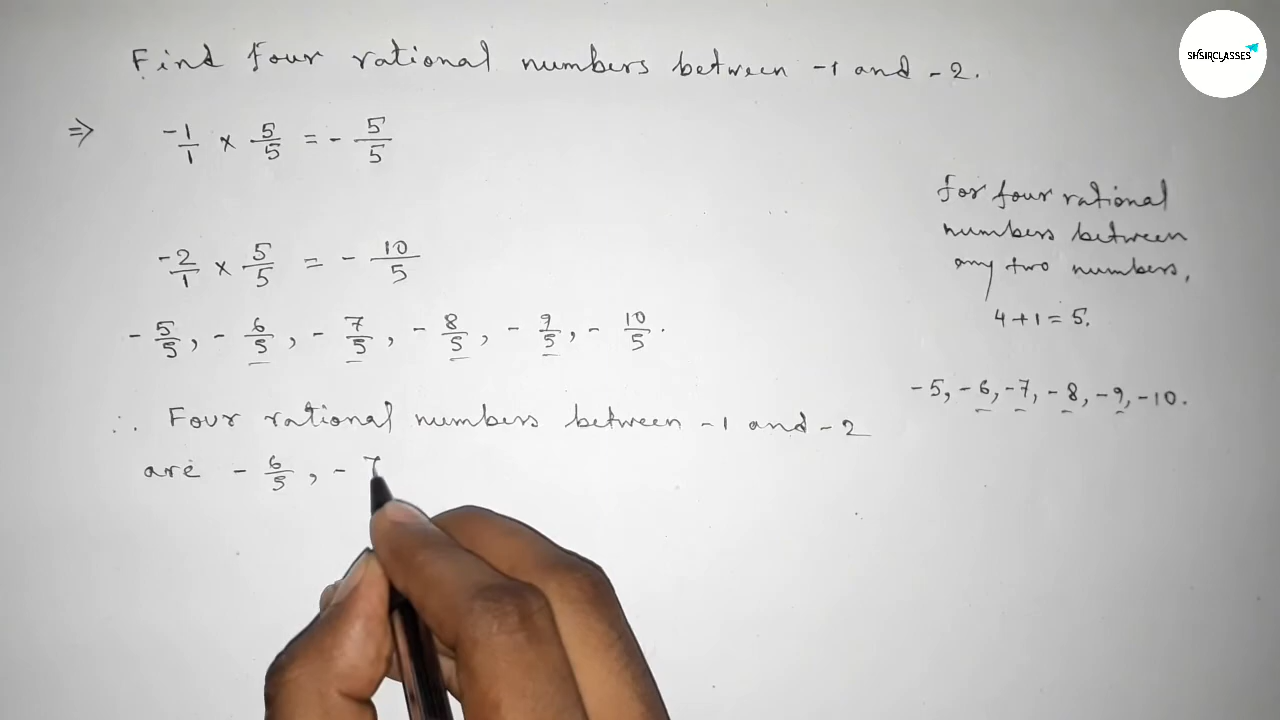 Find four rational numbers between -1 and -2.
SHSIRCLASSES
⇒ -1/1 × 5/5 = - 5/5
-2/1 × 5/5 = - 10/5
- 5/5, - 6/5, - 7/5, - 8/5, - 9/5, - 10/5.
For four rational
numbers between
any two numbers,
4+1=5.
-5, -6, -7, -8, -9, -10.
∴ Four rational numbers between -1 and -2
are - 6/5, - 7